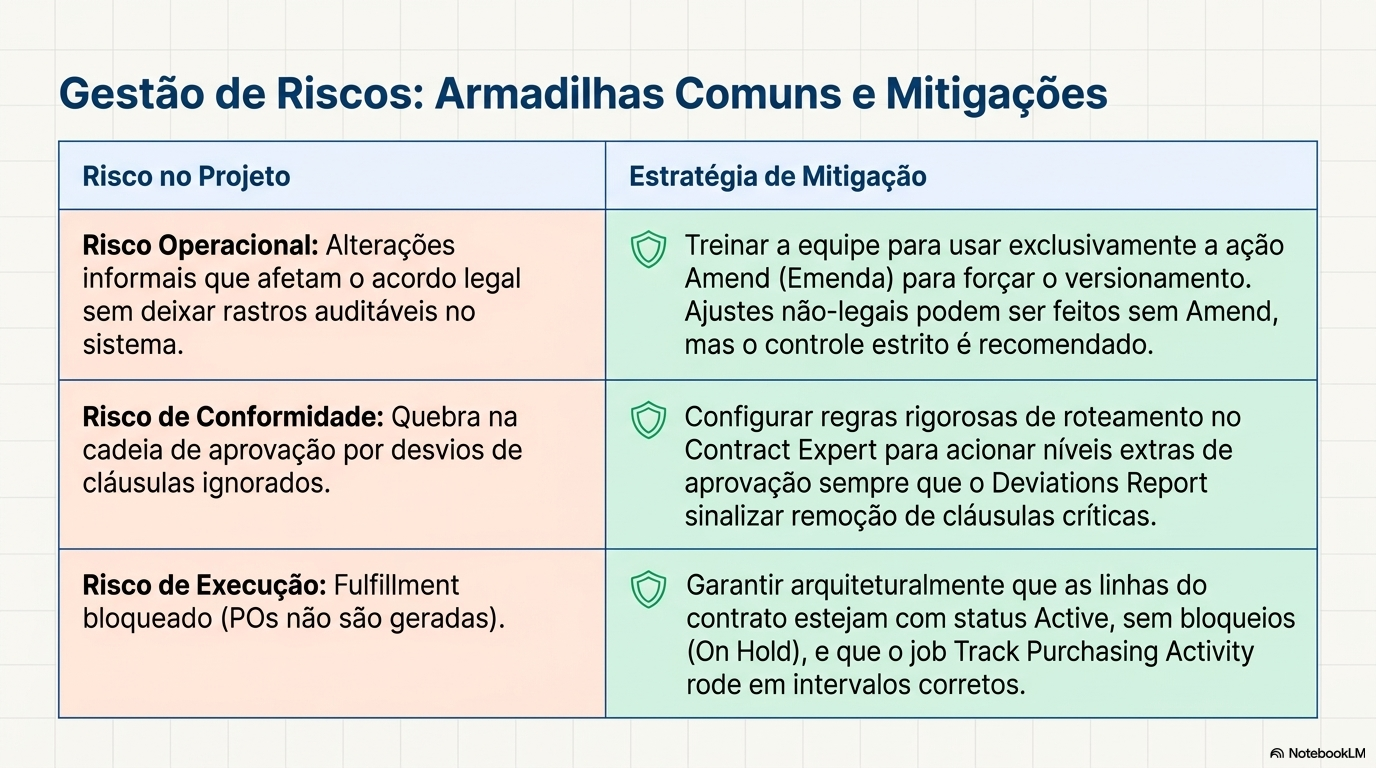 Gestão de Riscos: Armadilhas Comuns e Mitigações
Risco no Projeto
Estratégia de Mitigação
Risco Operacional: Alterações
informais que afetam o acordo legal
sem deixar rastros auditáveis no
sistema.
Treinar a equipe para usar exclusivamente a ação
Amend (Emenda) para forçar o versionamento.
Ajustes não-legais podem ser feitos sem Amend,
mas o controle estrito é recomendado.
Risco de Conformidade: Quebra na
cadeia de aprovação por desvios de
cláusulas ignorados.
Configurar regras rigorosas de roteamento no
Contract Expert para acionar níveis extras de
aprovação sempre que o Deviations Report
sinalizar remoção de cláusulas críticas.
Risco de Execução: Fulfillment
bloqueado (POs não são geradas).
Garantir arquiteturalmente que as linhas do
contrato estejam com status Active, sem bloqueios
(On Hold), e que o job Track Purchasing Activity
rode em intervalos corretos.
NotebookLM